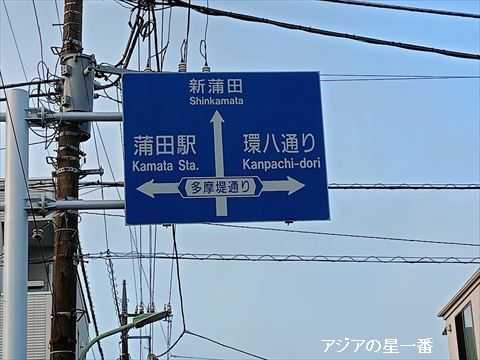 新蒲田
Shinkamata
蒲田駅
Kamata Sta.
環八通り
Kanpachi-dori
多摩堤通り
アジアの星一番